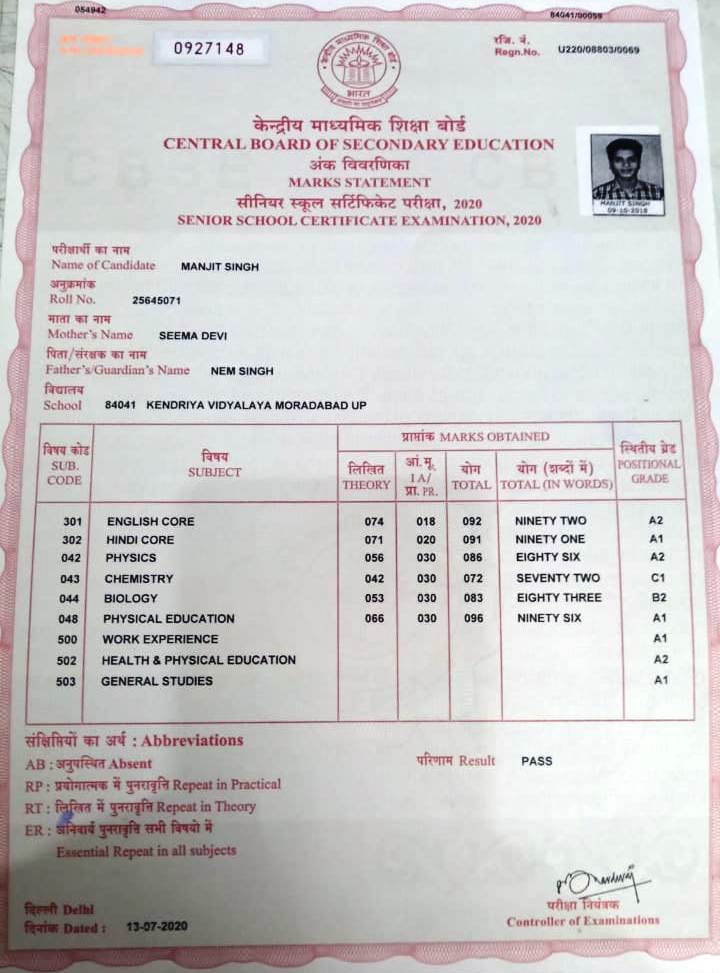 054942
84041/00059
0927148
रजि. नं.
Regn.No. U220/08803/0069
भारत
केन्द्रीय माध्यमिक शिक्षा बोर्ड
CENTRAL BOARD OF SECONDARY EDUCATION
अंक विवरणिका
MARKS STATEMENT
सीनियर स्कूल सर्टिफिकेट परीक्षा, 2020
SENIOR SCHOOL CERTIFICATE EXAMINATION, 2020
MANJIT SINGH
09-10-2018
परीक्षार्थी का नाम
Name of Candidate MANJIT SINGH
अनुक्रमांक
Roll No. 25645071
माता का नाम
Mother's Name SEEMA DEVI
पिता/संरक्षक का नाम
Father's/Guardian's Name NEM SINGH
विद्यालय
School 84041 KENDRIYA VIDYALAYA MORADABAD UP
विषय कोड SUB. CODE
विषय SUBJECT
प्राप्तांक MARKS OBTAINED
लिखित THEORY
आं.मू. IA/ प्रा. PR.
योग TOTAL
योग (शब्दों में) TOTAL (IN WORDS)
स्थितीय ग्रेड POSITIONAL GRADE
301 ENGLISH CORE 074 018 092 NINETY TWO A2
302 HINDI CORE 071 020 091 NINETY ONE A1
042 PHYSICS 056 030 086 EIGHTY SIX A2
043 CHEMISTRY 042 030 072 SEVENTY TWO C1
044 BIOLOGY 053 030 083 EIGHTY THREE B2
048 PHYSICAL EDUCATION 066 030 096 NINETY SIX A1
500 WORK EXPERIENCE A1
502 HEALTH & PHYSICAL EDUCATION A2
503 GENERAL STUDIES A1
संक्षिप्तियों का अर्थ : Abbreviations
AB : अनुपस्थित Absent
परिणाम Result PASS
RP : प्रयोगात्मक में पुनरावृत्ति Repeat in Practical
RT : लिखित में पुनरावृत्ति Repeat in Theory
ER : अनिवार्य पुनरावृत्ति सभी विषयो में
Essential Repeat in all subjects
दिल्ली Delhi
दिनांक Dated : 13-07-2020
परीक्षा नियंत्रक
Controller of Examinations